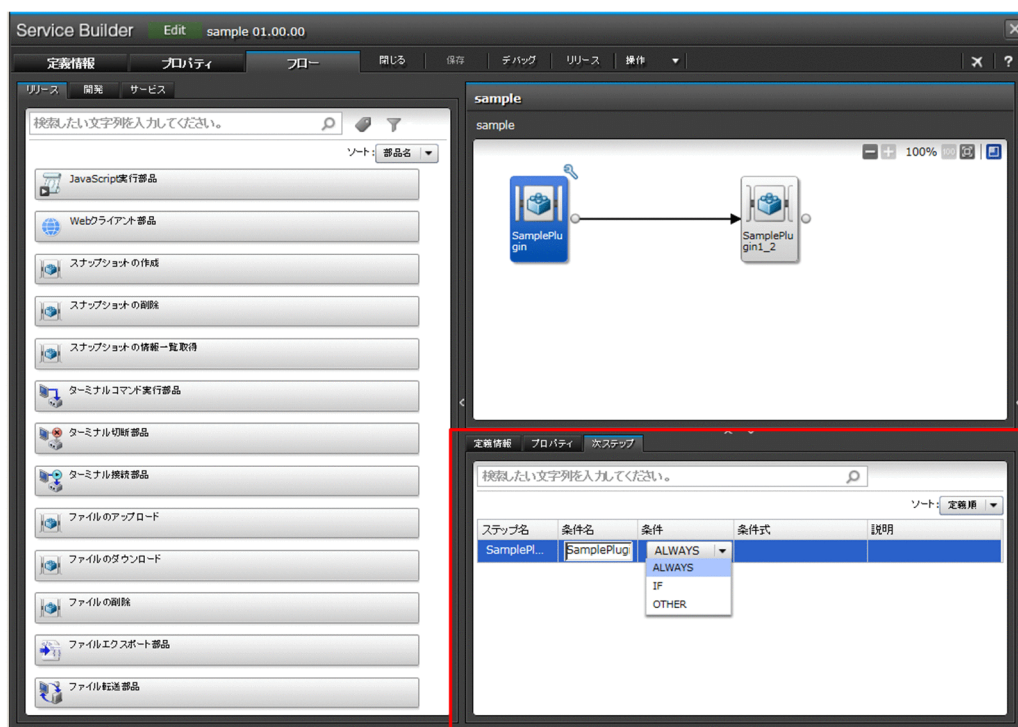 Service Builder Edit sample 01.00.00
定義情報 プロパティ フロー 閉じる 保存 デバッグ リリース 操作 ?
リリース 開発 サービス
検索したい文字列を入力してください。
ソート: 部品名
JavaScript実行部品
Webクライアント部品
スナップショットの作成
スナップショットの削除
スナップショットの情報一覧取得
ターミナルコマンド実行部品
ターミナル切断部品
ターミナル接続部品
ファイルのアップロード
ファイルのダウンロード
ファイルの削除
ファイルエクスポート部品
ファイル転送部品
sample
sample
100% 100
SamplePlu
gin
SamplePlu
gin1_2
定義情報 プロパティ 次ステップ
検索したい文字列を入力してください。
ソート: 定義順
ステップ名 条件名 条件 条件式 説明
SamplePl... SamplePlugi ALWAYS
ALWAYS
IF
OTHER